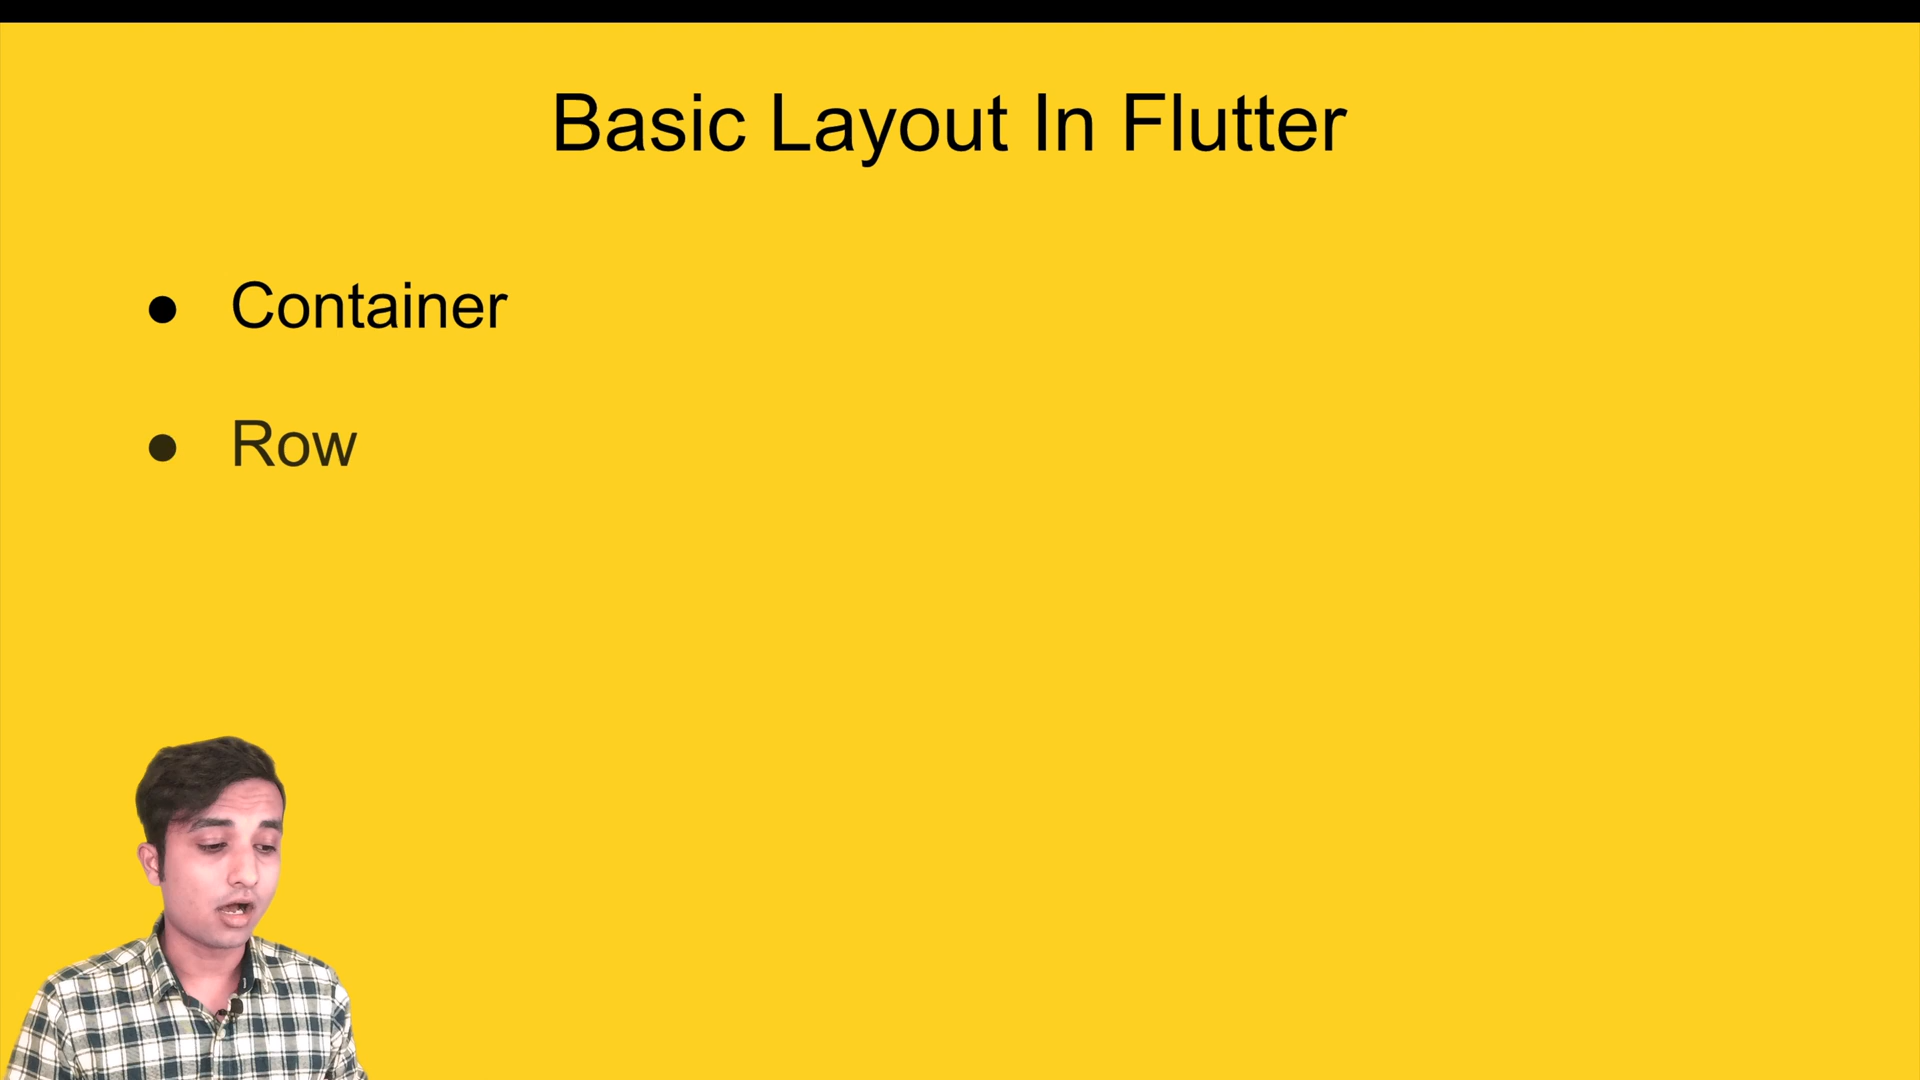 Basic Layout In Flutter
● Container
● Row